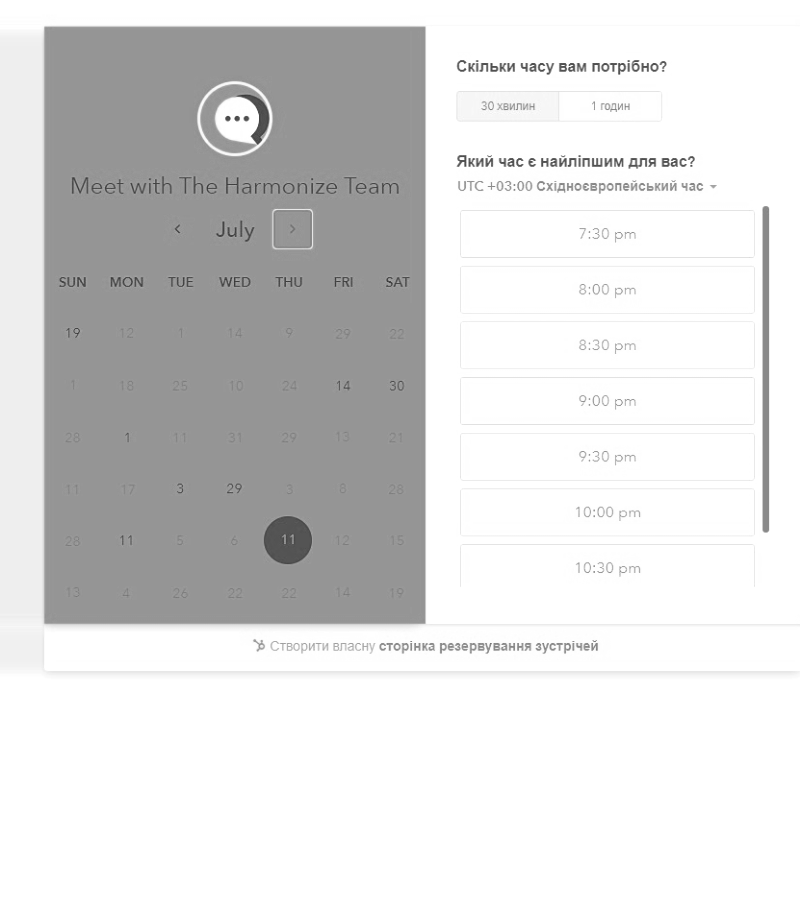 Meet with The Harmonize Team
July
SUN MON TUE WED THU FRI SAT
19 12 1 14 9 29 22
1 18 25 10 24 14 30
28 1 11 31 29 13 21
11 17 3 29 3 8 28
28 11 5 6 11 12 15
13 4 26 22 22 14 19
Скільки часу вам потрібно?
30 хвилин 1 годин
Який час є найліпшим для вас?
UTC +03:00 Східноєвропейський час
7:30 pm
8:00 pm
8:30 pm
9:00 pm
9:30 pm
10:00 pm
10:30 pm
Створити власну сторінка резервування зустрічей